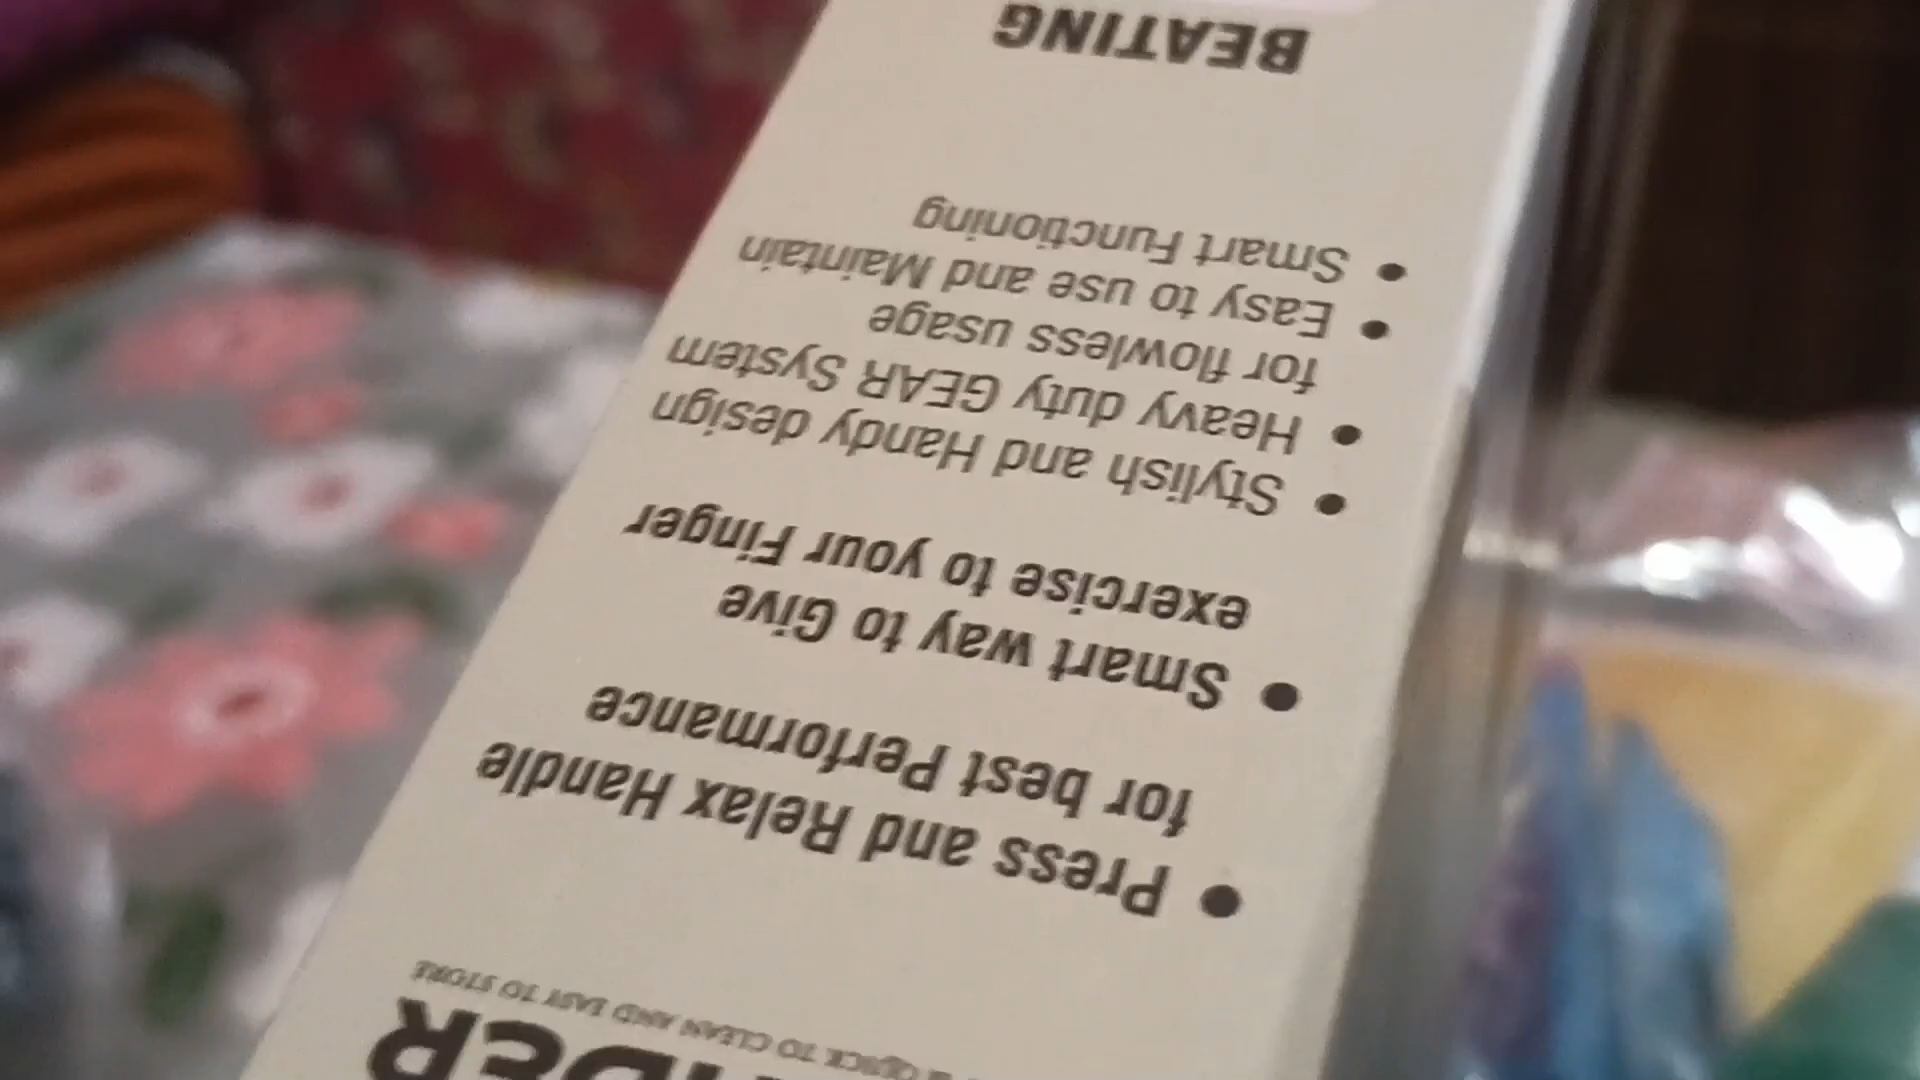 QUICK TO CLEAN AND EASY TO STORE
• Press and Relax Handle
for best Performance
• Smart way to Give
exercise to your Finger
• Stylish and Handy design
• Heavy duty GEAR System
for flowless usage
• Easy to use and Maintain
• Smart Functioning
BEATING